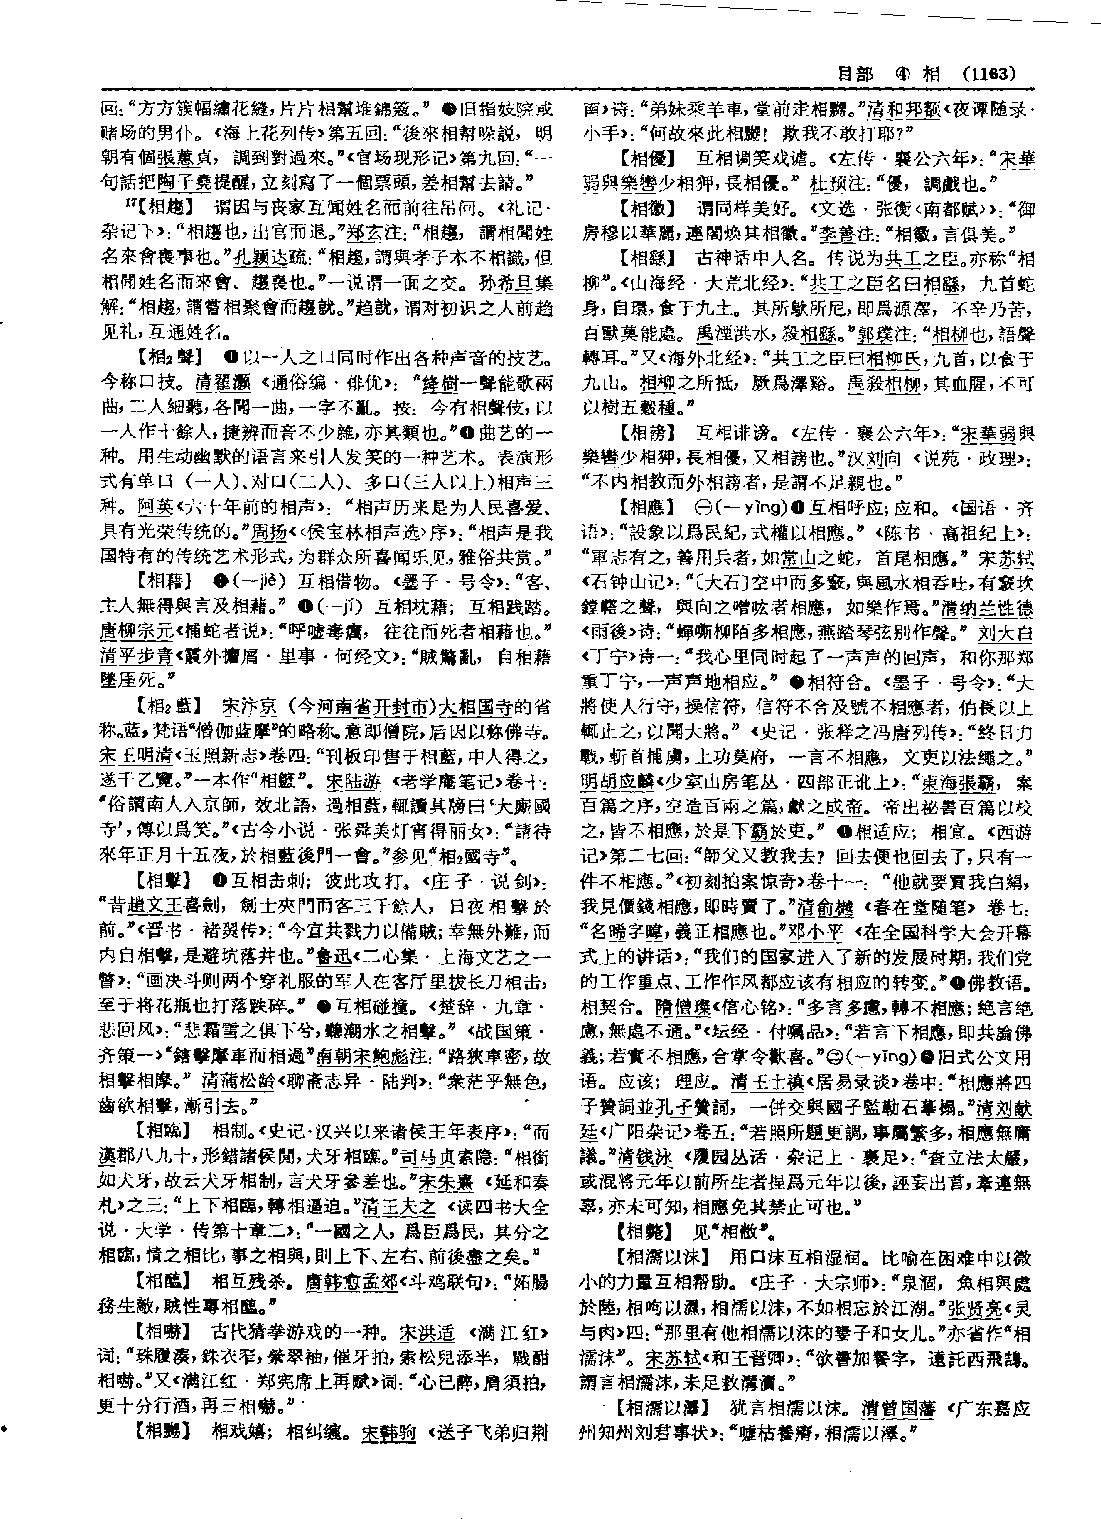 目部 ④ 相 (1163)
回:“方方簇幅繡花縫,片片相幫堆錦簆。” ❸旧指妓院或
赌场的男仆。《海上花列传》第五回:“後來相幫哚説, 明
朝有個張蕙貞, 調到對過來。”《官场现形记》第九回:“一
句話把陶子堯提醒,立刻寫了一個票頭,差相幫去請。”
17【相趨】 谓因与丧家互闻姓名而前往吊问。《礼记·
杂记下》:“相趨也,出宫而退。”郑玄注:“相趨, 謂相聞姓
名來會喪事也。”孔颖达疏:“相趨,謂與孝子本不相識,但
相聞姓名而來會、趨喪也。”一说谓一面之交。孙希旦集
解:“相趨,謂嘗相聚會而趨就。”趋就,谓对初识之人前趋
见礼,互通姓名。
【相2聲】 ❶以一人之口同时作出各种声音的技艺。
今称口技。清翟灝《通俗编·俳优》: “絳樹一聲能歌兩
曲,二人細聽,各聞一曲,一字不亂。按: 今有相聲伎,以
一人作十餘人,捷辨而音不少雜,亦其類也。”❷曲艺的一
种。用生动幽默的语言来引人发笑的一种艺术。表演形
式有单口(一人)、对口(二人)、多口(三人以上)相声三
种。阿英《六十年前的相声》: “相声历来是为人民喜爱、
具有光荣传统的。”周扬《〈侯宝林相声选〉序》:“相声是我
国特有的传统艺术形式,为群众所喜闻乐见,雅俗共赏。”
【相藉】 ❶(—jiè) 互相借物。《墨子·号令》:“客、
主人無得與言及相藉。” ❷(—jí) 互相枕藉; 互相践踏。
唐柳宗元《捕蛇者说》:“呼嘘毒癘, 往往而死者相藉也。”
清平步青《霞外攟屑·里事·何经文》:“賊驚亂, 自相藉
墜厓死。”
【相2藍】 宋汴京(今河南省开封市)大相国寺的省
称。蓝,梵语“僧伽蓝摩”的略称。意即僧院,后因以称佛寺。
宋王明清《玉照新志》卷四:“刊板印售于相藍,中人得之,
遂干乙覽。”一本作“相籃”。 宋陆游 《老学庵笔记》卷十:
“俗謂南人入京師, 效北語, 過相藍,輒讀其牓曰‘大廝國
寺’,傳以爲笑。”《古今小说·张舜美灯宵得丽女》:“請待
來年正月十五夜,於相藍後門一會。”参见“相2國寺”。
【相擊】 ❶互相击刺; 彼此攻打。《庄子·说剑》:
“昔趙文王喜劍, 劍士夾門而客三千餘人, 日夜相擊於
前。”《晋书·褚翜传》:“今宜共戮力以備賊;幸無外難,而
内自相擊,是避坑落井也。”鲁迅《二心集·上海文艺之一
瞥》:“画决斗则两个穿礼服的军人在客厅里拔长刀相击,
至于将花瓶也打落跌碎。” ❷互相碰撞。《楚辞·九章·
悲回风》:“悲霜雪之俱下兮,聽潮水之相擊。”《战国策·
齐策一》“鎋擊摩車而相過”南朝宋鲍彪注:“路狹車密,故
相擊相摩。” 清蒲松龄《聊斋志异·陆判》:“衆茫乎無色,
齒欲相擊,漸引去。”
【相臨】 相制。《史记·汉兴以来诸侯王年表序》:“而
漢郡八九十,形錯諸侯間,犬牙相臨。”司马贞索隐:“相銜
如犬牙,故云犬牙相制,言犬牙參差也。”宋朱熹 《延和奏
札》之三:“上下相臨,轉相逼迫。”清王夫之 《读四书大全
说·大学·传第十章二》:“一國之人,爲臣爲民,其分之
相臨,情之相比,事之相與,則上下、左右、前後盡之矣。”
【相醢】 相互残杀。唐韩愈孟郊《斗鸡联句》:“妬腸
務生敵,賊性專相醢。”
古代猜拳游戏的一种。宋洪适 《满江红》
词:“珠履湊,銖衣窄,縈翠袖,催牙拍,索松兒添半, 戰酣
相嚇。”又《满江红·郑宪席上再赋》词:“心已醉,肩須拍,
更十分行酒,再三相嚇。”
相戏嬉; 相纠缠。宋韩驹《送子飞弟归荆
南》诗:“弟妹乘羊車,堂前走相嬲。”清和邦额《夜谭随录·
小手》:“何故來此相嬲! 欺我不敢打耶?”
【相優】 互相调笑戏谑。《左传·襄公六年》:“宋華
弱與樂轡少相狎,長相優。” 杜预注:“優, 調戲也。”
【相徽】 谓同样美好。《文选·张衡〈南都赋〉》:“御
房穆以華麗,連閣焕其相徽。”李善注:“相徽,言俱美。”
【相繇】 古神话中人名。传说为共工之臣。亦称“相
柳”。《山海经·大荒北经》:“共工之臣名曰相繇, 九首蛇
身,自環,食于九土。其所歍所尼,即爲源澤, 不辛乃苦,
百獸莫能處。禹湮洪水,殺相繇。”郭璞注:“相柳也,語聲
轉耳。”又《海外北经》:“共工之臣曰相柳氏,九首,以食于
九山。相柳之所抵, 厥爲澤谿。禹殺相柳,其血腥,不可
以樹五穀種。”
【相謗】 互相诽谤。《左传·襄公六年》:“宋華弱與
樂轡少相狎,長相優,又相謗也。”汉刘向 《说苑·政理》:
“不内相教而外相謗者,是謂不足親也。”
【相應】 ㊀(—yīng)❶互相呼应;应和。《国语·齐
语》:“設象以爲民紀,式權以相應。” 《陈书·高祖纪上》:
“軍志有之,善用兵者,如常山之蛇, 首尾相應。” 宋苏轼
《石钟山记》:“〔大石〕空中而多竅,與風水相吞吐,有窾坎
鏜鞳之聲, 與向之噌吰者相應, 如樂作焉。”清纳兰性德
《雨後》诗:“蟬嘶柳陌多相應,燕踏琴弦别作聲。” 刘大白
《丁宁》诗一:“我心里同时起了一声声的回声, 和你那郑
重丁宁,一声声地相应。” ❷相符合。《墨子·号令》:“大
將使人行守,操信符, 信符不合及號不相應者, 伯長以上
輒止之,以聞大將。”《史记·张释之冯唐列传》:“終日力
戰,斬首捕虜,上功莫府, 一言不相應, 文吏以法繩之。”
明胡应麟《少室山房笔丛·四部正讹上》:“東海張霸, 案
百篇之序,空造百兩之篇,獻之成帝。帝出祕書百篇以校
之,皆不相應,於是下霸於吏。” ❸相适应; 相宜。《西游
记》第二七回:“師父又教我去? 回去便也回去了,只有一
件不相應。”《初刻拍案惊奇》卷十一: “他就要買我白絹,
我見價錢相應,即時賣了。”清俞樾 《春在堂随笔》卷七:
“名晞字暐,義正相應也。”邓小平 《在全国科学大会开幕
式上的讲话》:“我们的国家进入了新的发展时期,我们党
的工作重点、工作作风都应该有相应的转变。”❹佛教语。
相契合。隋僧璨《信心铭》:“多言多慮,轉不相應;絶言绝
慮,無處不通。”《坛经·付嘱品》:“若言下相應,即共論佛
義;若實不相應,合掌令歡喜。”㊁(—yīng)❶旧式公文用
语。应该; 理应。清王士禛《居易录谈》卷中:“相應將四
子贊詞並孔子贊詞, 一併交與國子監勒石摹搨。”清刘献
廷《广阳杂记》卷五:“若照所題更調,事屬繁多,相應無庸
議。”清钱泳 《履园丛话·杂记上·裹足》:“查立法太嚴,
或混將元年以前所生者捏爲元年以後,誣妄出首,牽連無
辜,亦未可知,相應免其禁止可也。”
【相斃】 见“相敝”。
【相濡以沫】 用口沫互相湿润。比喻在困难中以微
小的力量互相帮助。《庄子·大宗师》:“泉涸, 魚相與處
於陸,相呴以濕,相濡以沫,不如相忘於江湖。”张贤亮《灵
与肉》四:“那里有他相濡以沫的妻子和女儿。”亦省作“相
濡沫”。 宋苏轼《和王晋卿》:“欲書加餐字, 遠託西飛鵠。
謂言相濡沫,未足救溝瀆。”
【相濡以澤】 犹言相濡以沫。清曾国藩 《广东嘉应
州知州刘君事状》:“噓枯養瘠,相濡以澤。”